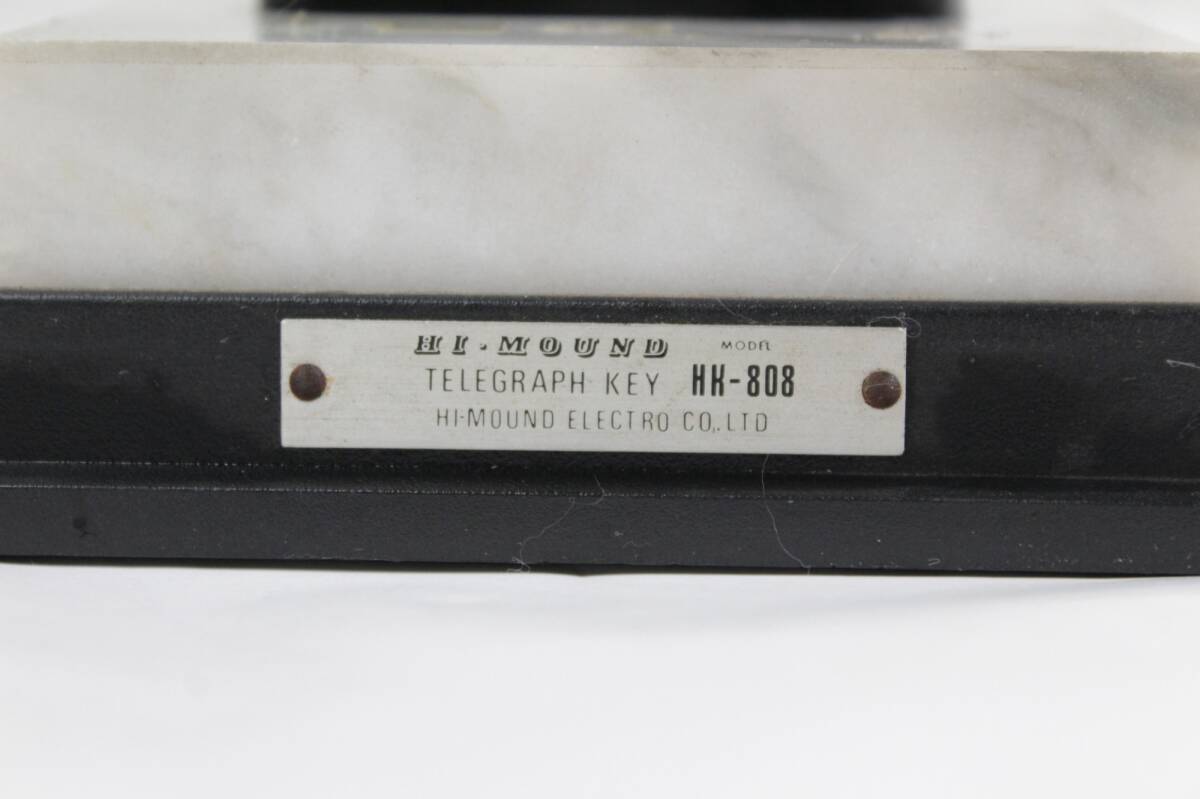 HI-MOUND MODEL
TELEGRAPH KEY HK-808
HI-MOUND ELECTRO CO,.LTD